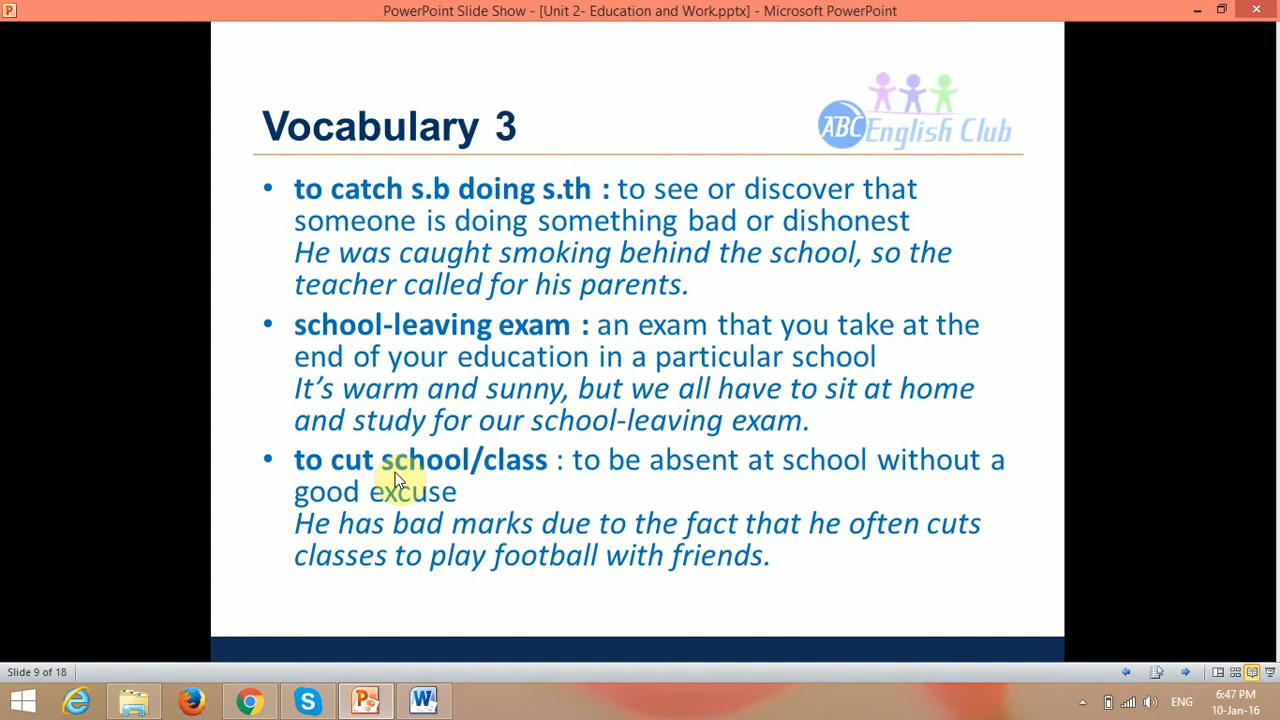 PowerPoint Slide Show - [Unit 2- Education and Work.pptx] - Microsoft PowerPoint
Vocabulary 3
ABC English Club
• to catch s.b doing s.th : to see or discover that
someone is doing something bad or dishonest
He was caught smoking behind the school, so the
teacher called for his parents.
• school-leaving exam : an exam that you take at the
end of your education in a particular school
It's warm and sunny, but we all have to sit at home
and study for our school-leaving exam.
• to cut school/class : to be absent at school without a
good excuse
He has bad marks due to the fact that he often cuts
classes to play football with friends.
Slide 9 of 18
ENG
6:47 PM
10-Jan-16